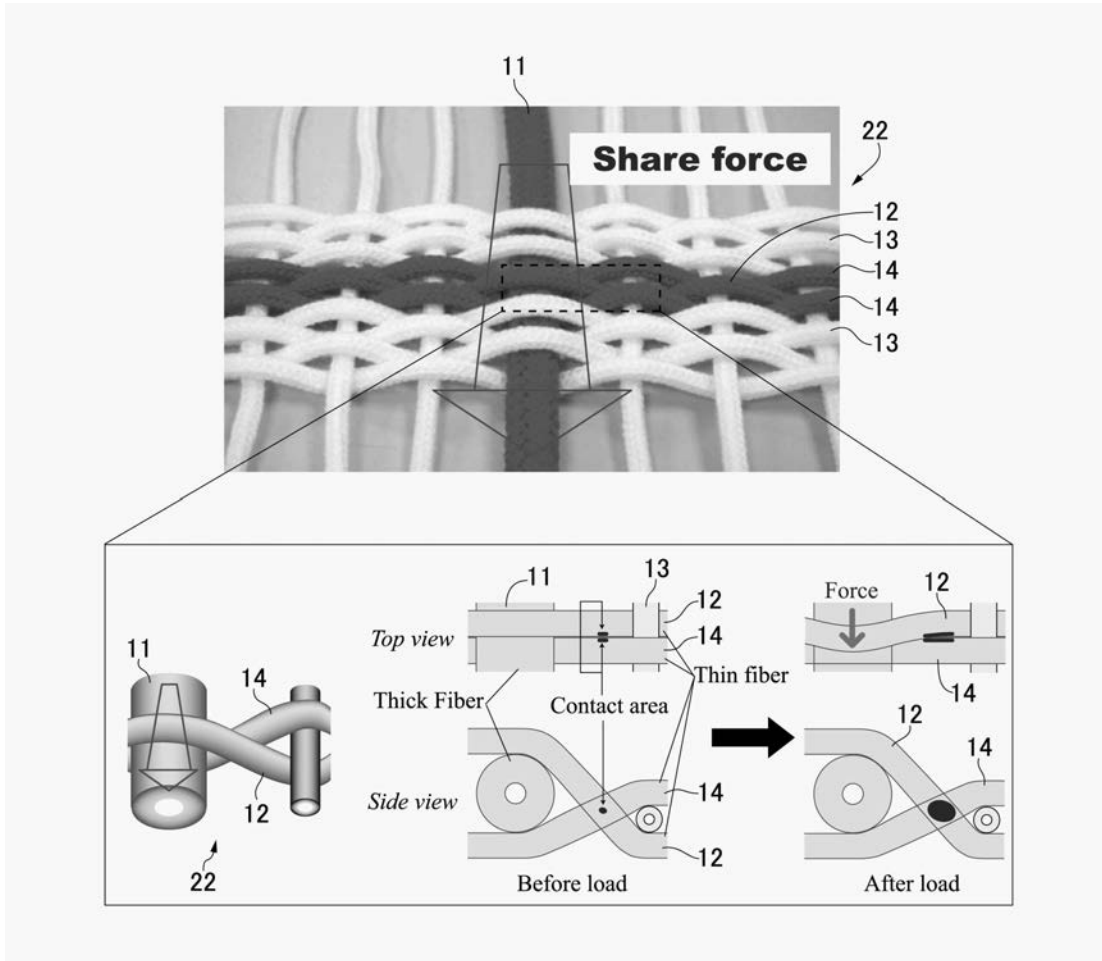 11
Share force
22
12
13
14
14
13
11
13
12
Force
12
Top view
14
11
Thick Fiber
Thin fiber
14
14
Contact area
12
14
14
Side view
12
12
22
Before load
After load